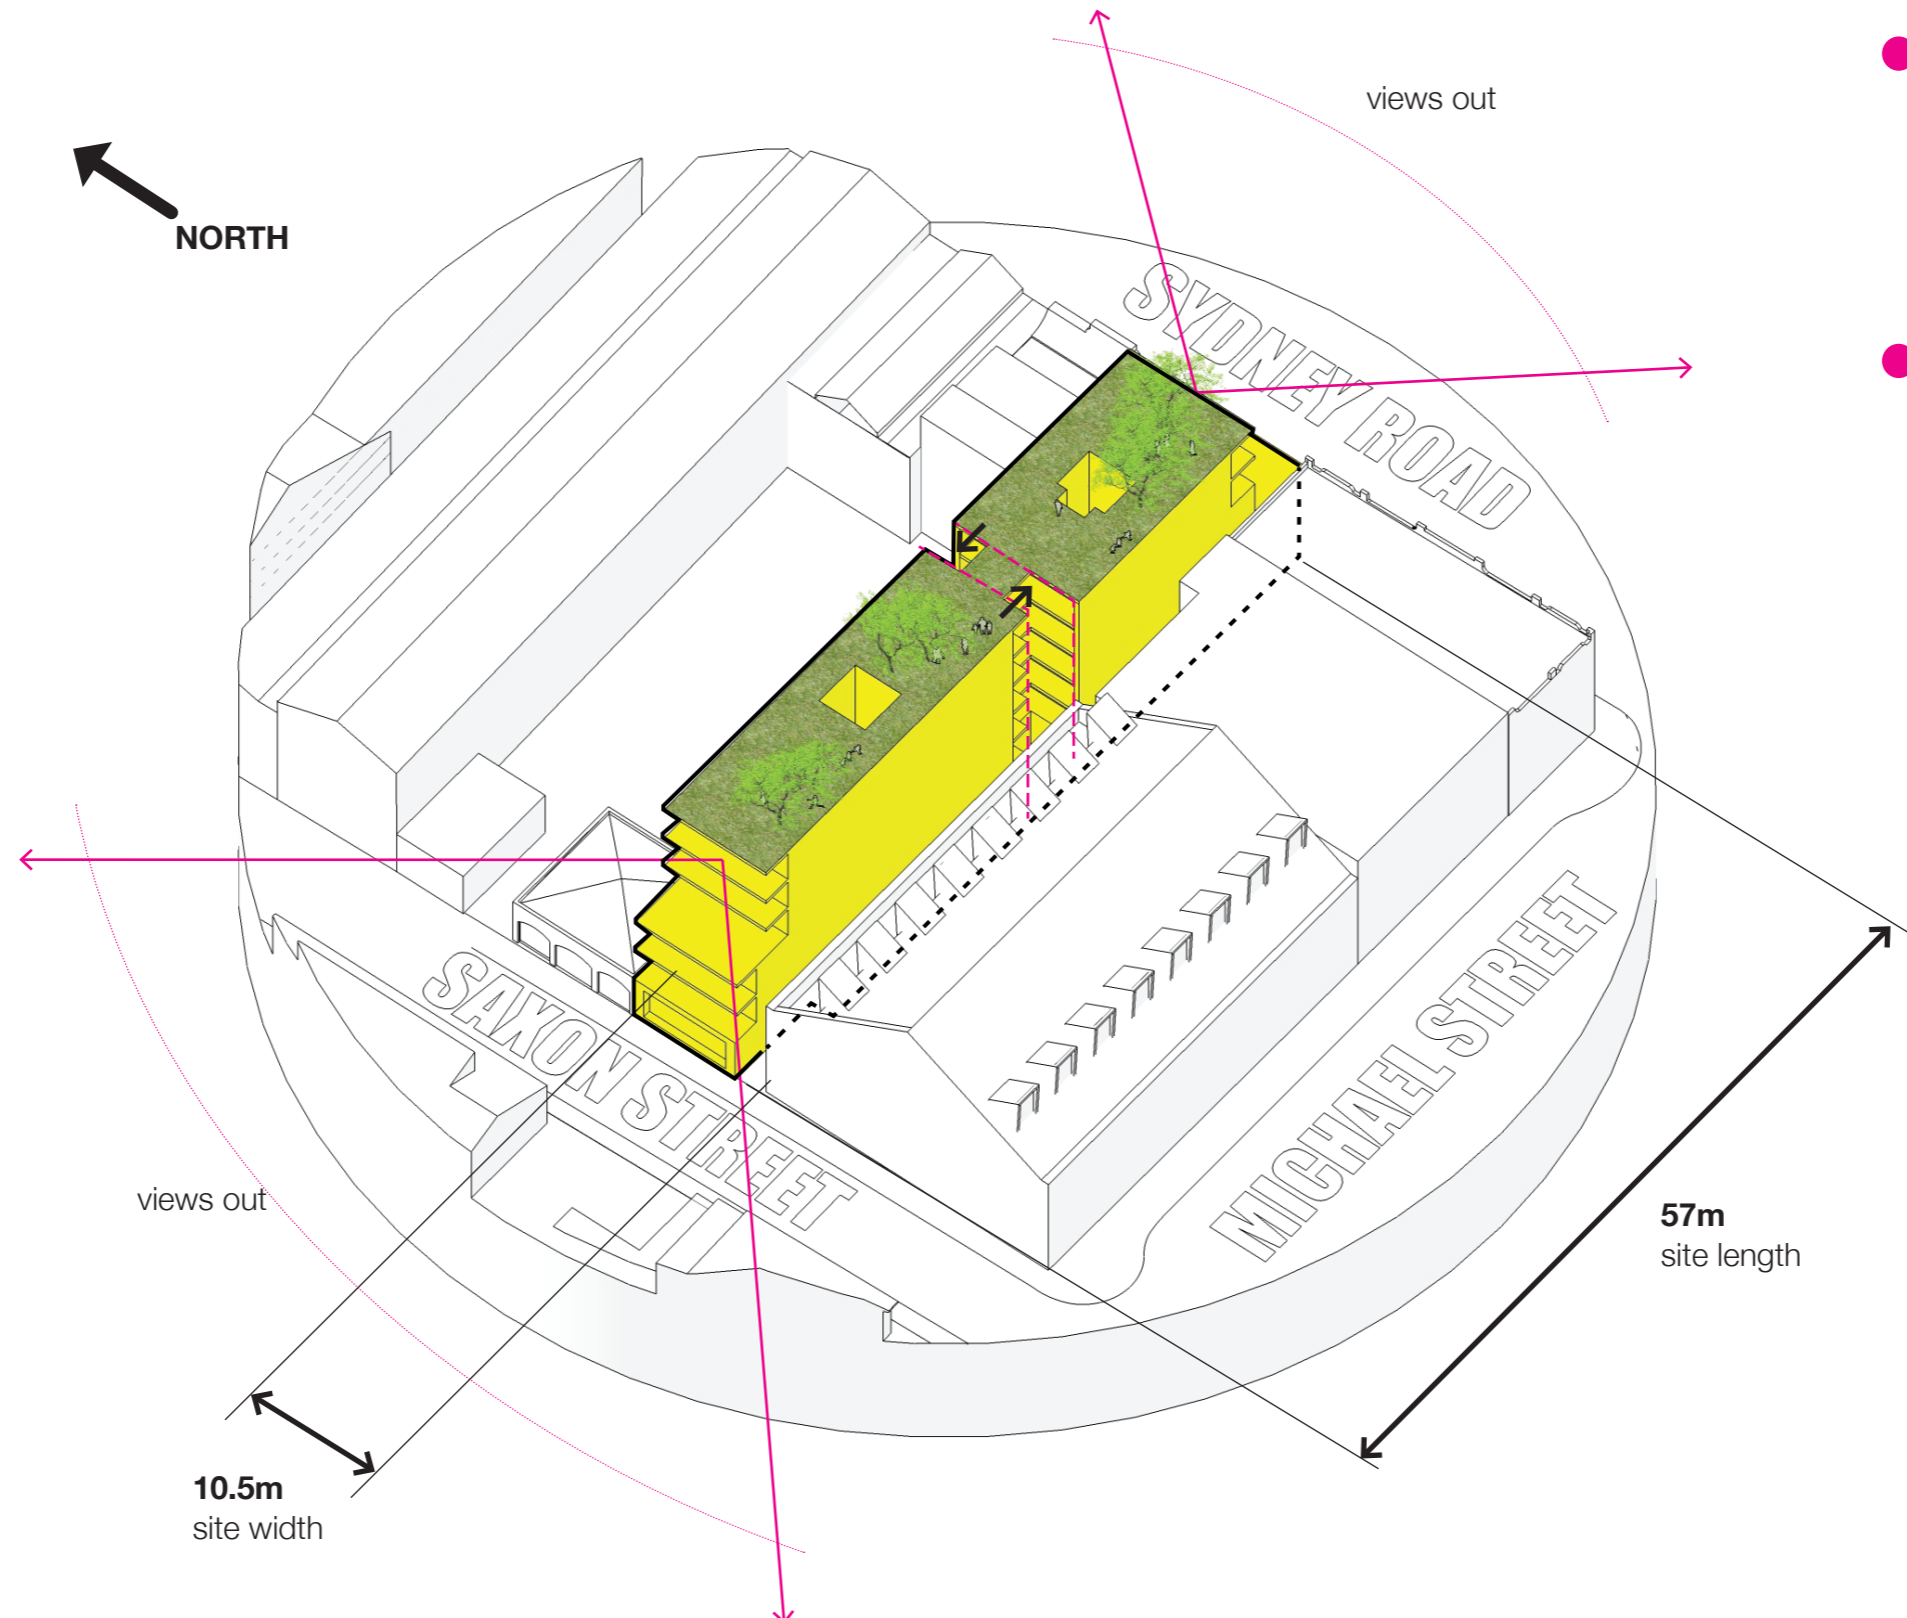 views out
NORTH
SYDNEY ROAD
SAXON STREET
MICHAEL STREET
views out
57m
site length
10.5m
site width